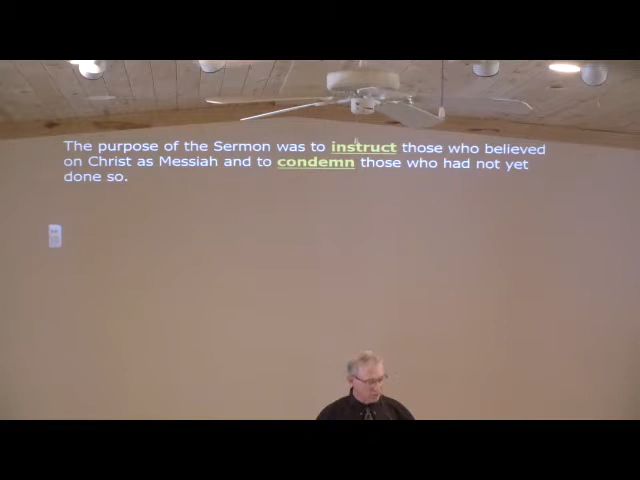 The purpose of the Sermon was to instruct those who believed
on Christ as Messiah and to condemn those who had not yet
done so.